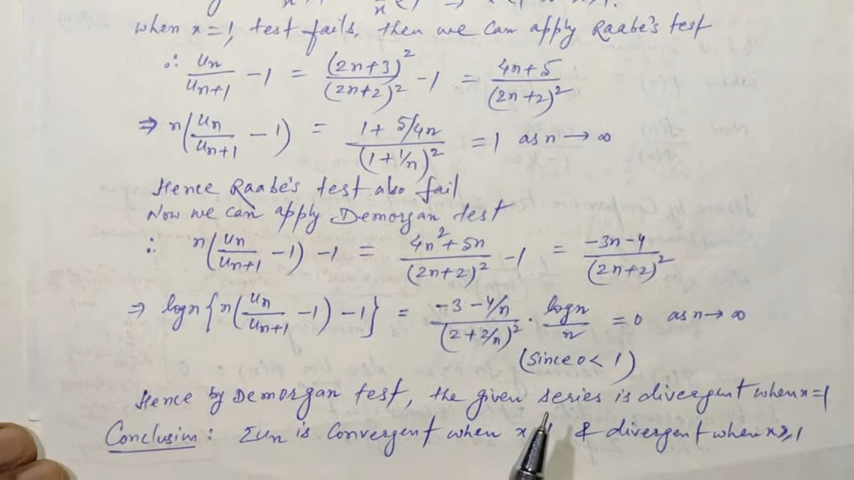 when x=1, test fails, then we can apply Raabe's test
∴ un/un+1 − 1 = (2n+3)²/(2n+2)² − 1 = 4n+5/(2n+2)²
⇒ n(un/un+1 − 1) = 1 + 5/4n/(1+1/n)² = 1 as n → ∞
Hence Raabe's test also fail
Now we can apply Demorgan test
∴ n(un/un+1 − 1) − 1 = 4n²+5n/(2n+2)² − 1 = −3n−4/(2n+2)²
⇒ logn{n(un/un+1 − 1) − 1} = −3 −4/n/(2+2/n)² · logn/n = 0 as n → ∞
(Since 0 < 1)
Hence by Demorgan test, the given series is divergent when x=1
Conclusion: Σun is Convergent when x 1 & divergent when x≥1